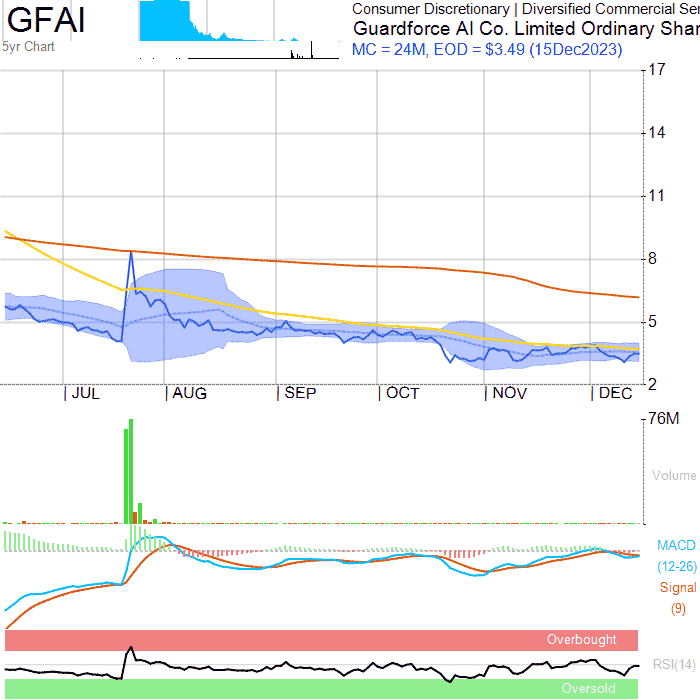 GFAI
5yr Chart
Consumer Discretionary | Diversified Commercial Ser
Guardforce AI Co. Limited Ordinary Shar
MC = 24M, EOD = $3.49 (15Dec2023)
17
14
11
8
5
2
JUL AUG SEP OCT NOV DEC
76M
Volume
MACD
(12-26)
Signal
(9)
Overbought
RSI(14)
Oversold